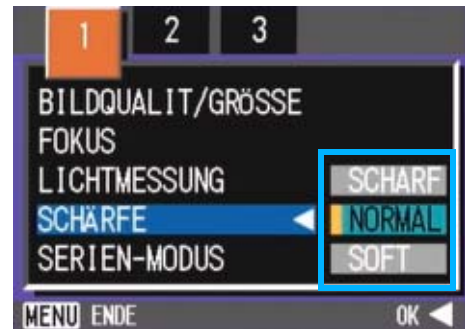 1 2 3
BILDQUALIT/GRÖSSE
FOKUS
LICHTMESSUNG SCHARF
SCHÄRFE ◀ NORMAL
SERIEN-MODUS SOFT
MENU ENDE OK ◀